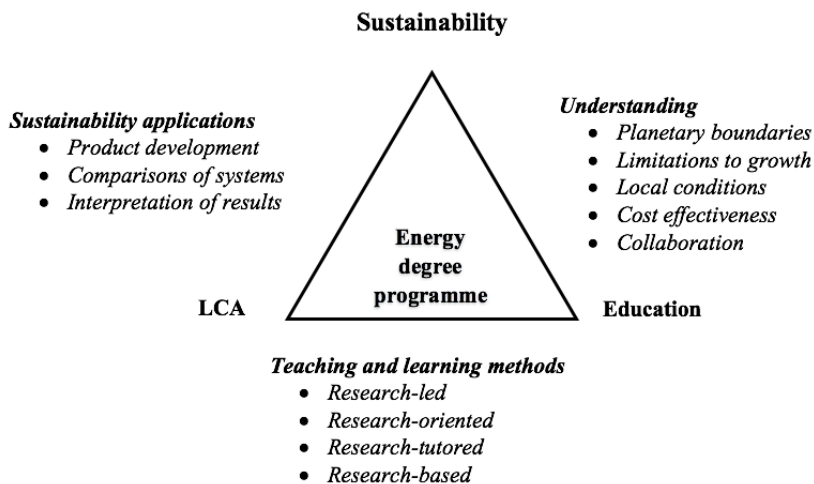 Sustainability
Sustainability applications
• Product development
• Comparisons of systems
• Interpretation of results
Understanding
• Planetary boundaries
• Limitations to growth
• Local conditions
• Cost effectiveness
• Collaboration
Energy
degree
programme
LCA
Education
Teaching and learning methods
• Research-led
• Research-oriented
• Research-tutored
• Research-based